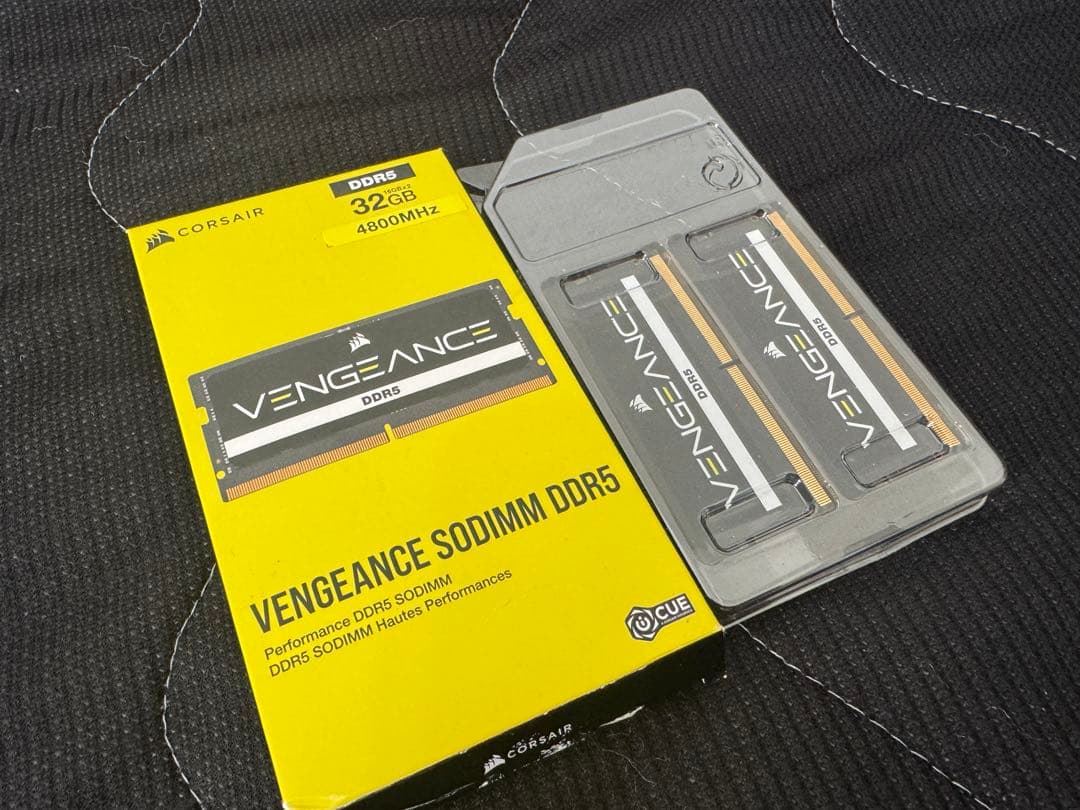 CORSAIR
DDR5
16GBx2
32GB
4800MHz
VENGEANCE
DDR5
VENGEANCE SODIMM DDR5
Performance DDR5 SODIMM
DDR5 SODIMM Hautes Performances
iCUE
CORSAIR
VENGEANCE
DDR5
VENGEANCE
DDR5